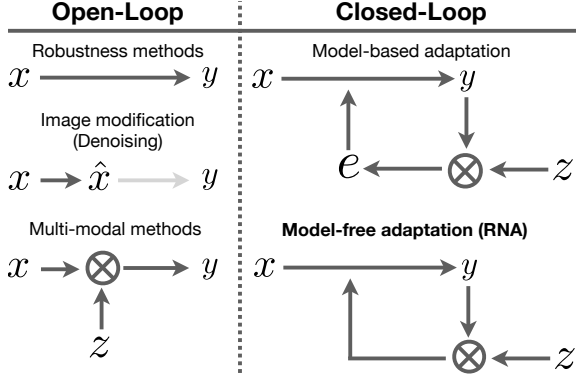 Open-Loop
Robustness methods
x y
Image modification
(Denoising)
x x̂ y
Multi-modal methods
x y
z
Closed-Loop
Model-based adaptation
x y
e z
Model-free adaptation (RNA)
x y
z